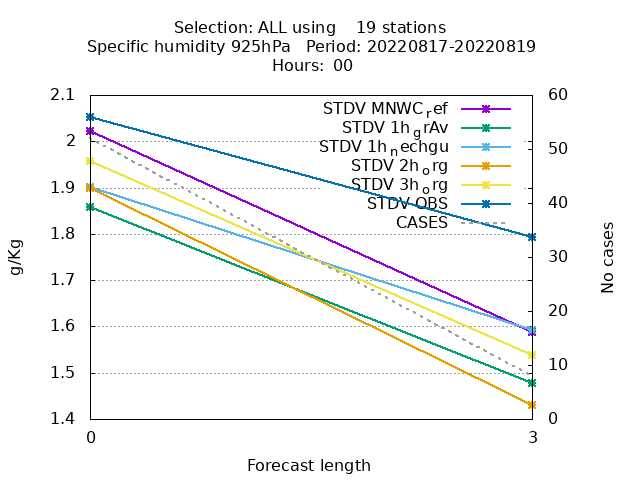 Selection: ALL using    19 stations
Specific humidity 925hPa   Period: 20220817-20220819
Hours:  00
2.1
2
1.9
1.8
1.7
1.6
1.5
1.4
60
50
40
30
20
10
0
STDV MNWC_ref
STDV 1h_grAv
STDV 1h_nechgu
STDV 2h_org
STDV 3h_org
STDV OBS
CASES
g/Kg
No cases
0
3
Forecast length